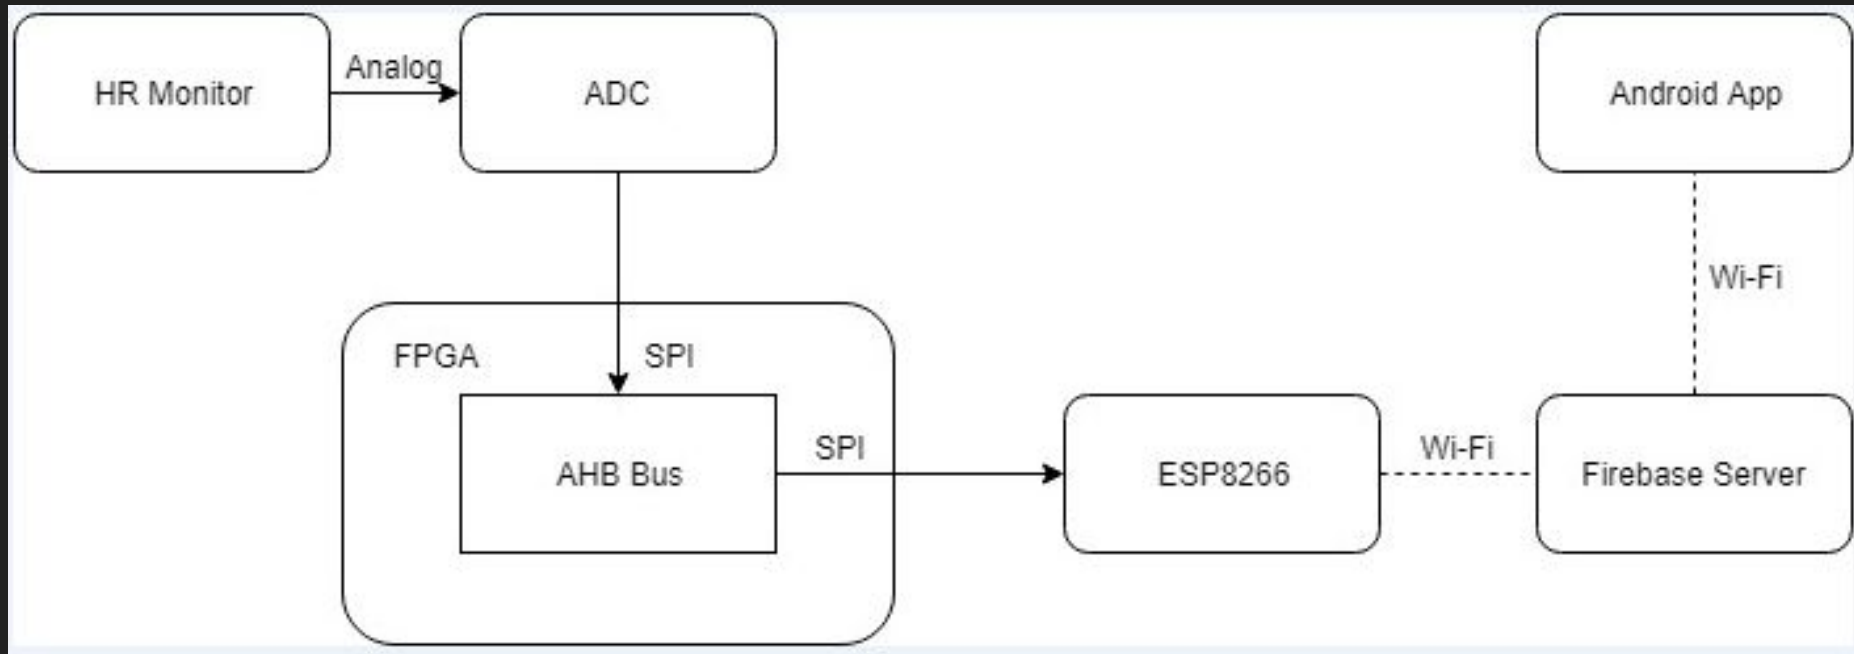 HR Monitor
Analog
ADC
Android App
Wi-Fi
FPGA
SPI
AHB Bus
SPI
ESP8266
Wi-Fi
Firebase Server